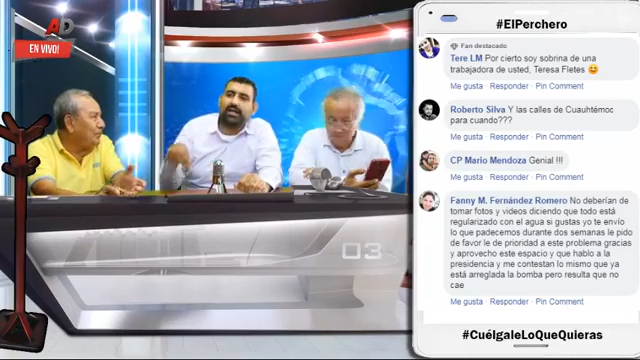 AD
EN VIVO!
03
#ElPerchero
Fan destacado
Tere LM Por cierto soy sobrina de una
trabajadora de usted, Teresa Fletes 😊
Me gusta · Responder · Pin Comment
Roberto Silva Y las calles de Cuauhtémoc
para cuando???
Me gusta · Responder · Pin Comment
CP Mario Mendoza Genial !!!
Me gusta · Responder · Pin Comment
Fanny M. Fernández Romero No deberían de
tomar fotos y videos diciendo que todo está
regularizado con el agua si gustas yo te envío
lo que padecemos durante dos semanas le pido
de favor le de prioridad a este problema gracias
y aprovecho este espacio y que hablo a la
presidencia y me contestan lo mismo que ya
está arreglada la bomba pero resulta que no
cae
Me gusta · Responder · Pin Comment
#CuélgaleLoQueQuieras